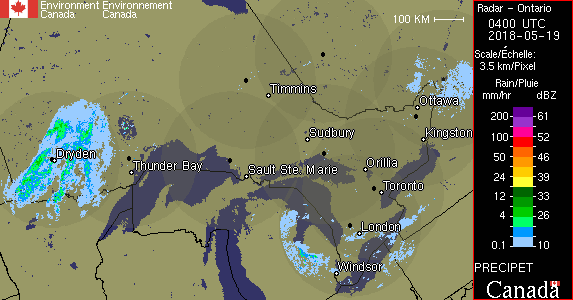 Environment Environnement
Canada Canada
100 KM
Timmins
Ottawa
Sudbury
Kingston
Dryden
Thunder Bay
Sault Ste. Marie
Orillia
Toronto
London
Windsor
Radar - Ontario
0400 UTC
2018-05-19
Scale/Échelle:
3.5 km/Pixel
Rain/Pluie
mm/hr dBZ
200 61
100 52
50 46
24 39
12 33
4 26
0.1 10
PRECIPET
Canada